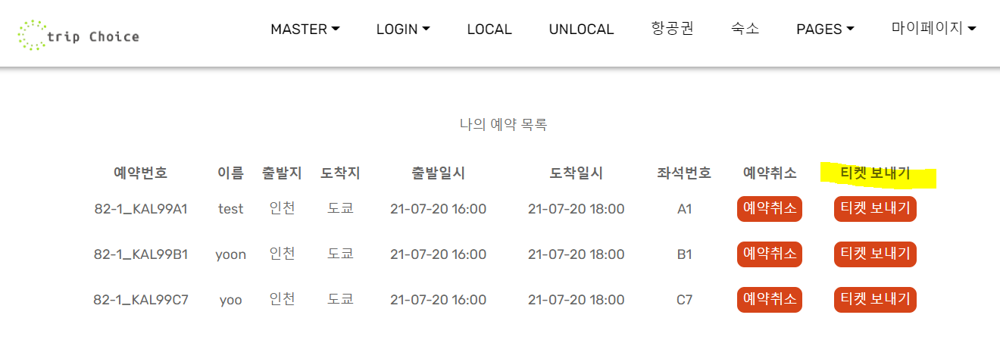 trip Choice MASTER LOGIN LOCAL UNLOCAL 항공권 숙소 PAGES 마이페이지
나의 예약 목록
예약번호 이름 출발지 도착지 출발일시 도착일시 좌석번호 예약취소 티켓 보내기
82-1_KAL99A1 test 인천 도쿄 21-07-20 16:00 21-07-20 18:00 A1 예약취소 티켓 보내기
82-1_KAL99B1 yoon 인천 도쿄 21-07-20 16:00 21-07-20 18:00 B1 예약취소 티켓 보내기
82-1_KAL99C7 yoo 인천 도쿄 21-07-20 16:00 21-07-20 18:00 C7 예약취소 티켓 보내기